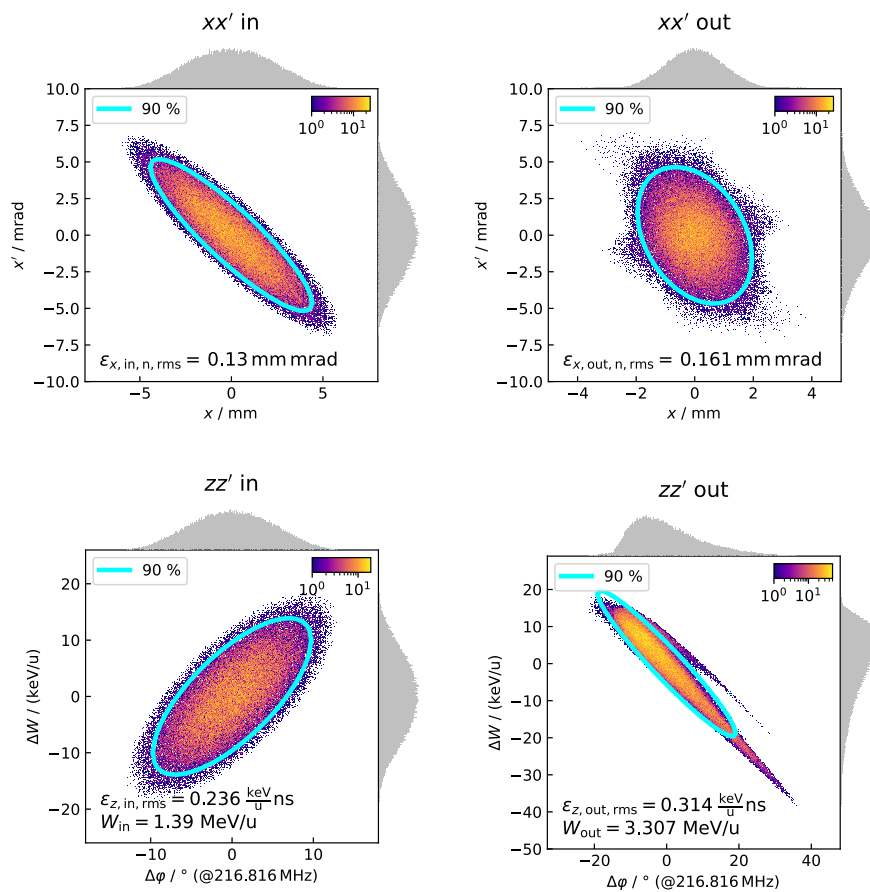 xx′ in
xx′ out
90 %
10⁰ 10¹
10.0
7.5
5.0
2.5
0.0
−2.5
−5.0
−7.5
−10.0
x′ / mrad
εx, in, n, rms = 0.13 mm mrad
−5 0 5
x / mm
90 %
10⁰ 10¹
10.0
7.5
5.0
2.5
0.0
−2.5
−5.0
−7.5
−10.0
x′ / mrad
εx, out, n, rms = 0.161 mm mrad
−4 −2 0 2 4
x / mm
zz′ in
zz′ out
90 %
10⁰ 10¹
20
10
0
−10
−20
ΔW / (keV/u)
εz, in, rms = 0.236 keV/u ns
Win = 1.39 MeV/u
−10 0 10
Δφ / ° (@216.816 MHz)
90 %
10⁰ 10¹
20
10
0
−10
−20
−30
−40
−50
ΔW / (keV/u)
εz, out, rms = 0.314 keV/u ns
Wout = 3.307 MeV/u
−20 0 20 40
Δφ / ° (@216.816 MHz)